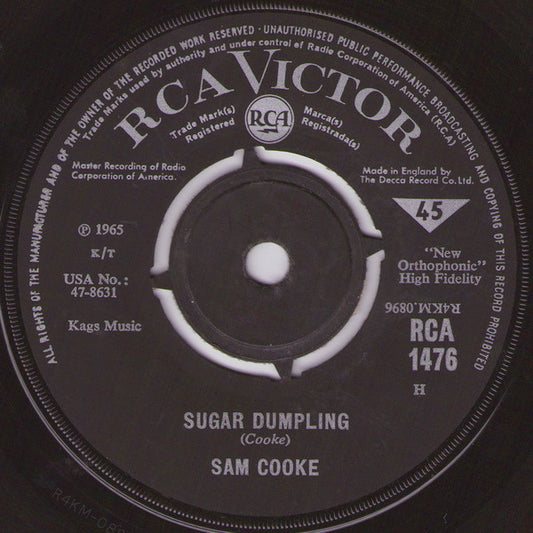 ALL RIGHTS OF THE MANUFACTURER AND OF THE OWNER OF THE RECORDED WORK RESERVED · UNAUTHORISED PUBLIC PERFORMANCE BROADCASTING AND COPYING OF THIS RECORD PROHIBITED
Trade Marks used by authority and under control of Radio Corporation of America (R.C.A.)
RCA VICTOR
Trade Mark(s)
Registered
RCA
Marca(s)
Registrada(s)
Master Recording of Radio
Corporation of America.
Made in England by
The Decca Record Co. Ltd.
45
℗ 1965
K/T
USA No.:
47-8631
Kags Music
"New
Orthophonic"
High Fidelity
R4KM.0896
RCA
1476
H
SUGAR DUMPLING
(Cooke)
SAM COOKE